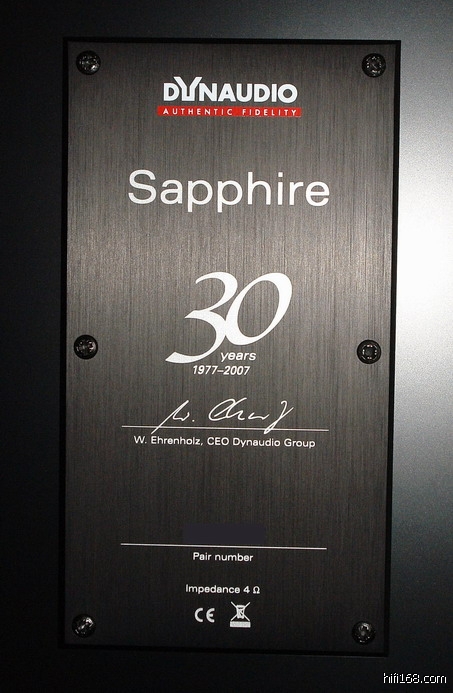 DYNAUDIO
AUTHENTIC FIDELITY
Sapphire
30
years
1977–2007
W. Ehrenholz, CEO Dynaudio Group
Pair number
Impedance 4 Ω
CE
hifi168.com